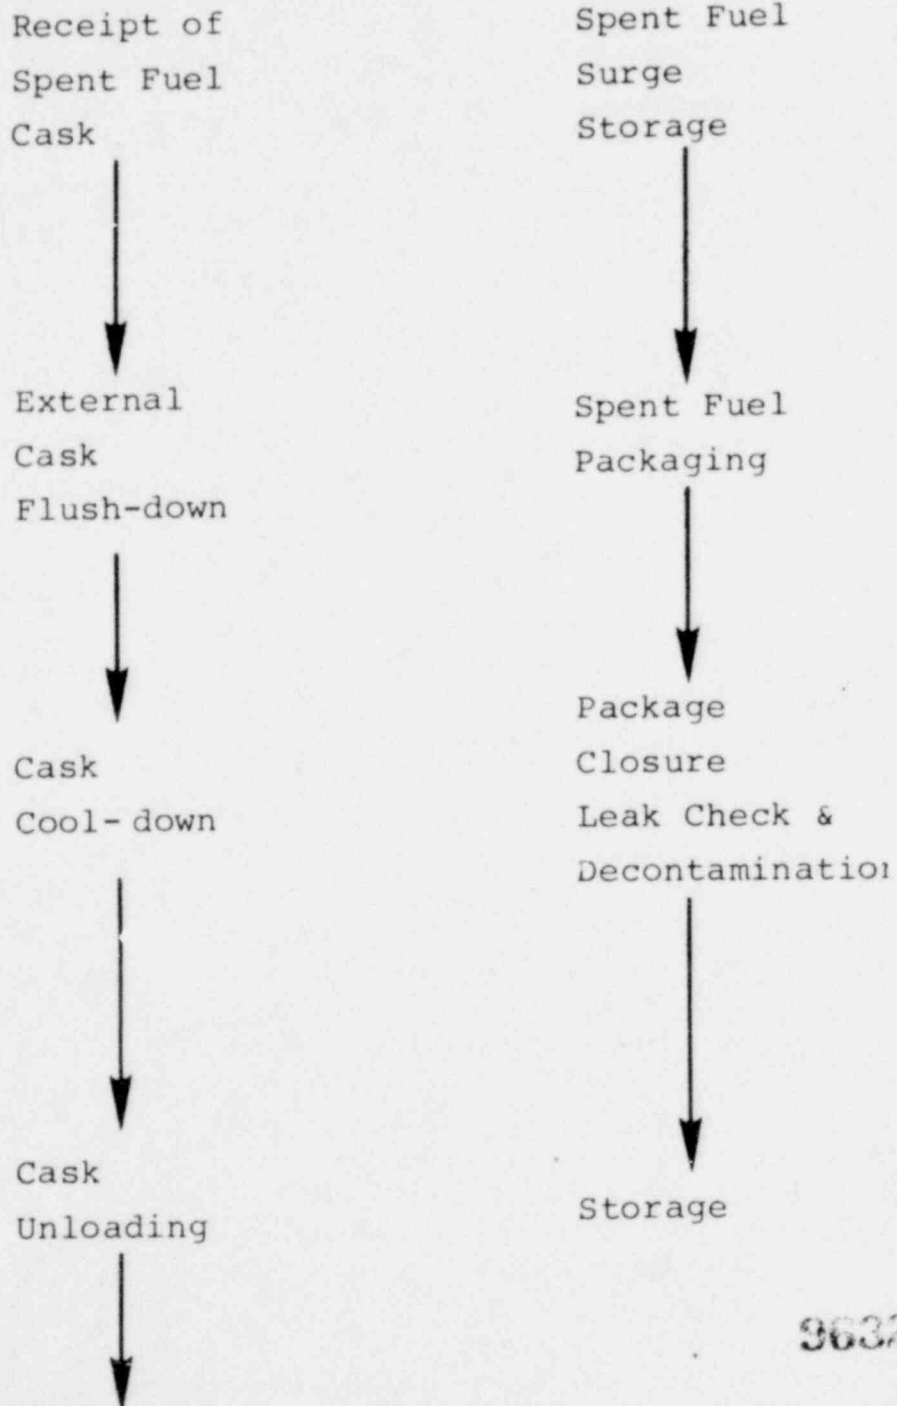 Receipt of
Spent Fuel
Cask
External
Cask
Flush-down
Cask
Cool-down
Cask
Unloading
Spent Fuel
Surge
Storage
Spent Fuel
Packaging
Package
Closure
Leak Check &
Decontamination
Storage